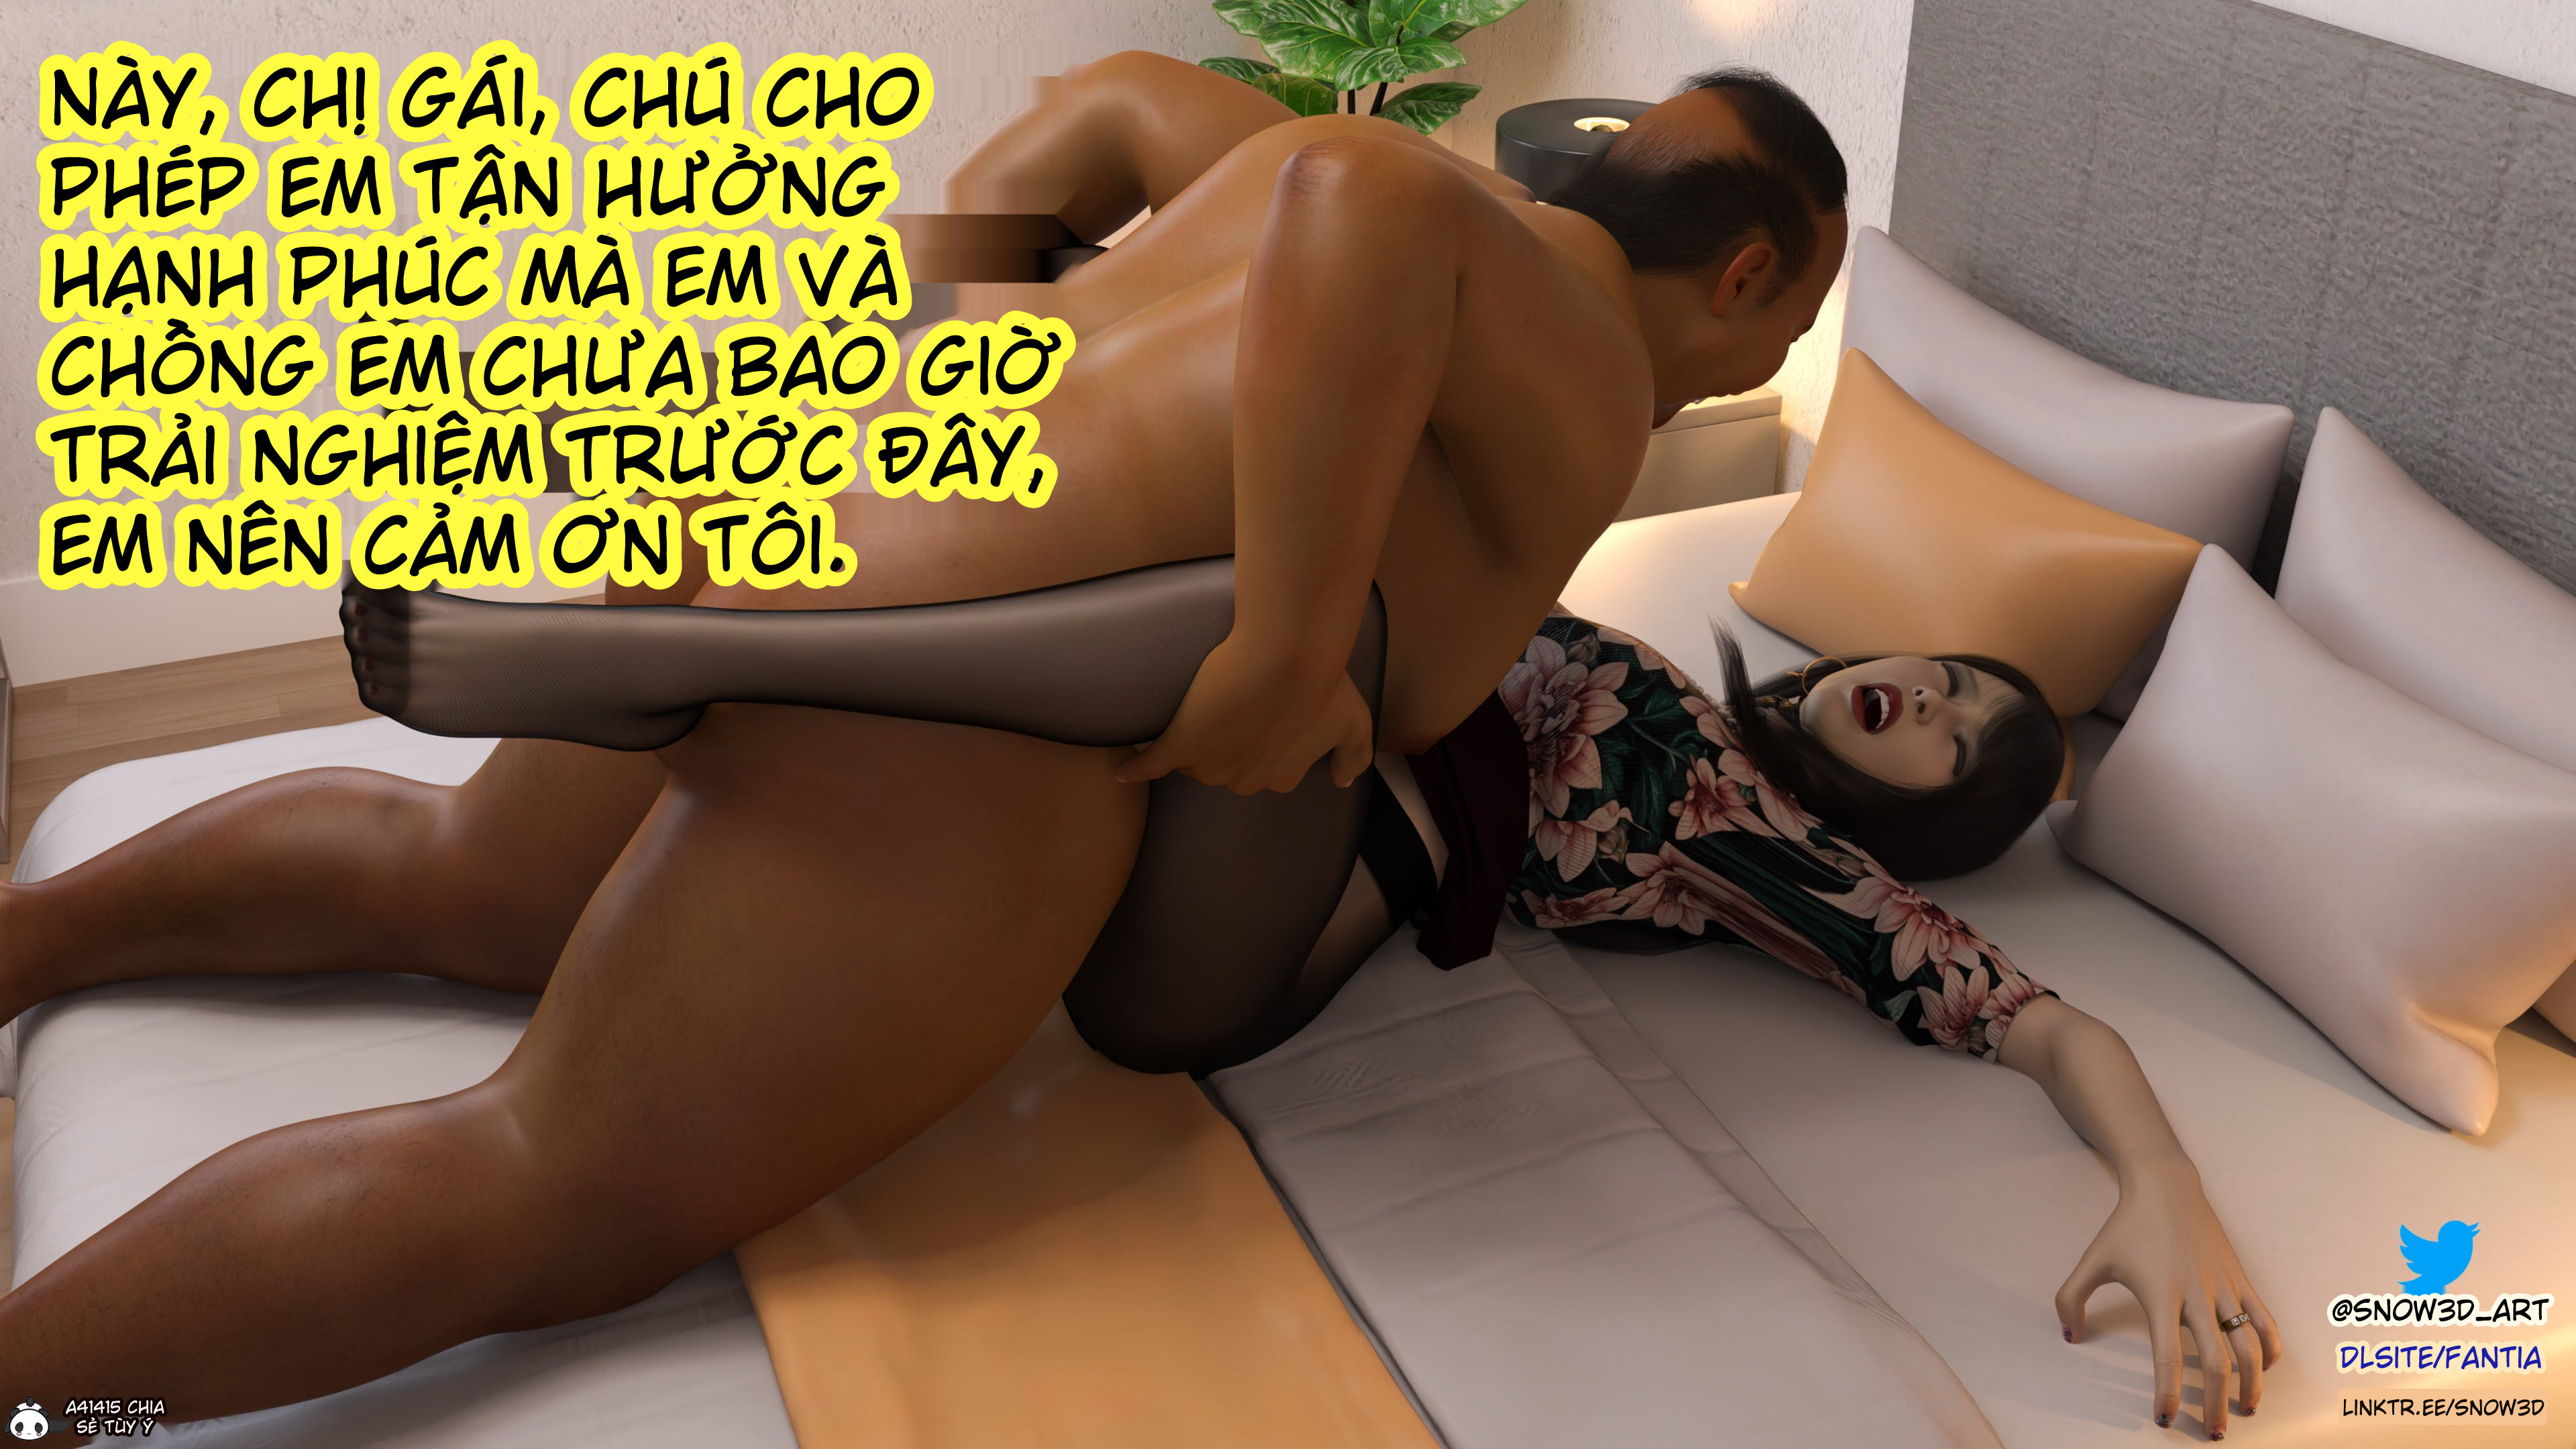 NÀY, CHỊ GÁI, CHÚ CHO
PHÉP EM TẬN HƯỞNG
HẠNH PHÚC MÀ EM VÀ
CHỒNG EM CHƯA BAO GIỜ
TRẢI NGHIỆM TRƯỚC ĐÂY,
EM NÊN CẢM ƠN TÔI.
@SNOW3D_ART
DLSITE/FANTIA
LINKTR.EE/SNOW3D
A41415 CHIA
SẺ TÙY Ý